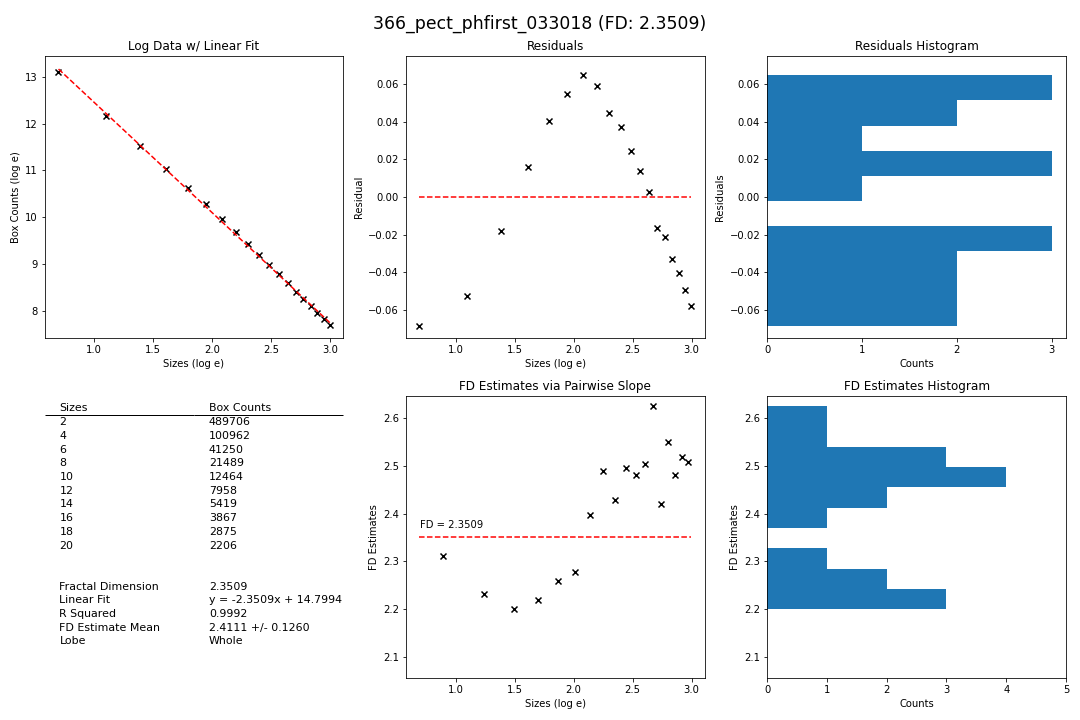 366_pect_phfirst_033018 (FD: 2.3509)
Log Data w/ Linear Fit
Box Counts (log e)
13
12
11
10
9
8
1.0 1.5 2.0 2.5 3.0
Sizes (log e)
Residuals
Residual
0.06
0.04
0.02
0.00
−0.02
−0.04
−0.06
1.0 1.5 2.0 2.5 3.0
Sizes (log e)
Residuals Histogram
Residuals
0.06
0.04
0.02
0.00
−0.02
−0.04
−0.06
0 1 2 3
Counts
Sizes Box Counts
2 489706
4 100962
6 41250
8 21489
10 12464
12 7958
14 5419
16 3867
18 2875
20 2206
Fractal Dimension 2.3509
Linear Fit y = -2.3509x + 14.7994
R Squared 0.9992
FD Estimate Mean 2.4111 +/- 0.1260
Lobe Whole
FD Estimates via Pairwise Slope
FD Estimates
2.6
2.5
2.4
2.3
2.2
2.1
FD = 2.3509
1.0 1.5 2.0 2.5 3.0
Sizes (log e)
FD Estimates Histogram
FD Estimates
2.6
2.5
2.4
2.3
2.2
2.1
0 1 2 3 4 5
Counts